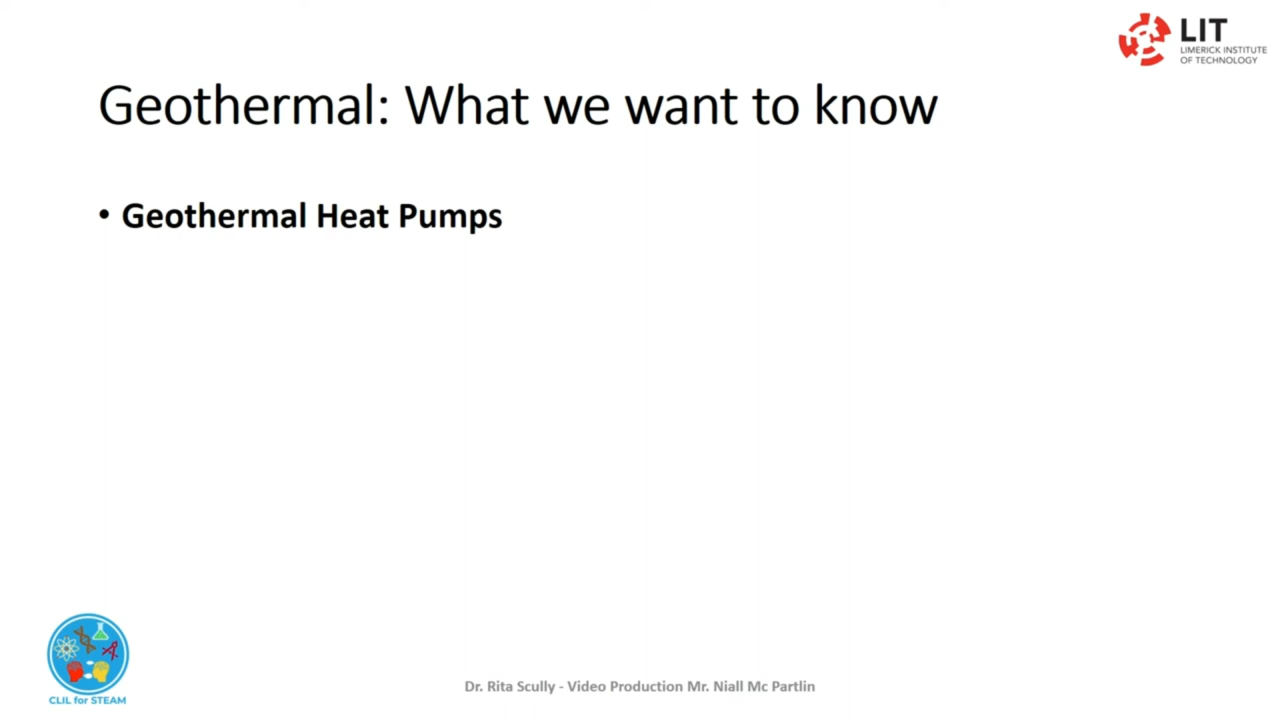 LIT
LIMERICK INSTITUTE
OF TECHNOLOGY
Geothermal: What we want to know
• Geothermal Heat Pumps
CLIL for STEAM
Dr. Rita Scully - Video Production Mr. Niall Mc Partlin